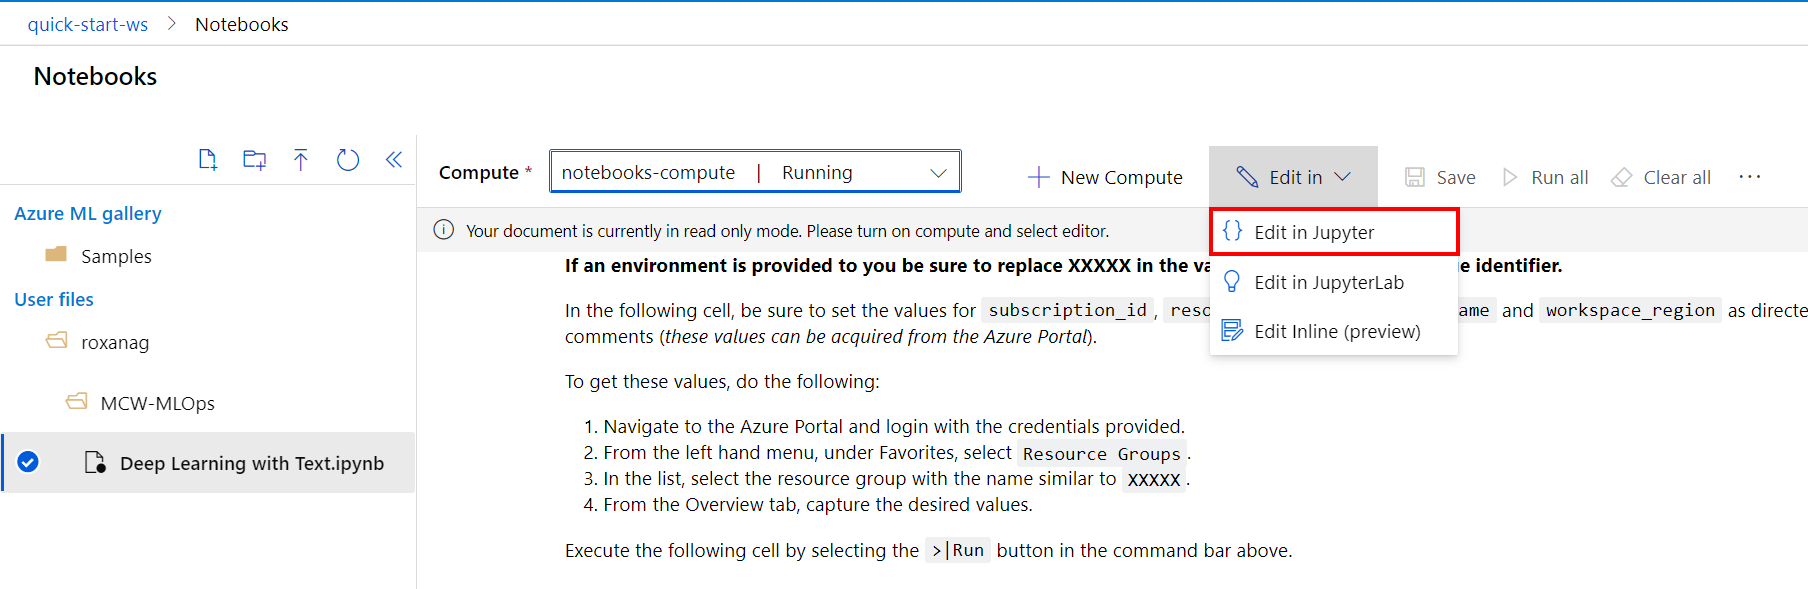 quick-start-ws > Notebooks
Notebooks
Compute * notebooks-compute | Running New Compute Edit in Save Run all Clear all ...
Azure ML gallery
Samples
User files
roxanag
MCW-MLOps
Deep Learning with Text.ipynb
Your document is currently in read only mode. Please turn on compute and select editor.
{} Edit in Jupyter
Edit in JupyterLab
Edit Inline (preview)
If an environment is provided to you be sure to replace XXXXX in the va e identifier.
In the following cell, be sure to set the values for subscription_id, reso ame and workspace_region as directe
comments (these values can be acquired from the Azure Portal).
To get these values, do the following:
1. Navigate to the Azure Portal and login with the credentials provided.
2. From the left hand menu, under Favorites, select Resource Groups.
3. In the list, select the resource group with the name similar to XXXXX.
4. From the Overview tab, capture the desired values.
Execute the following cell by selecting the >|Run button in the command bar above.